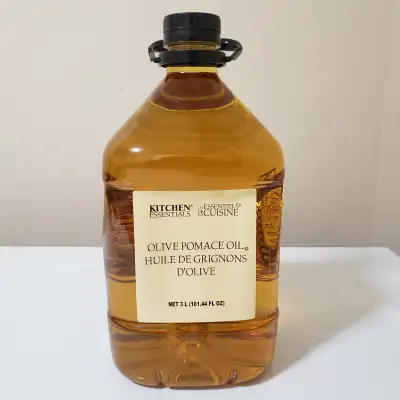 KITCHEN® LES ESSENTIELS®
ESSENTIALS DE LA CUISINE
OLIVE POMACE OIL
HUILE DE GRIGNONS
D'OLIVE
NET 3 L (101.44 FL OZ)